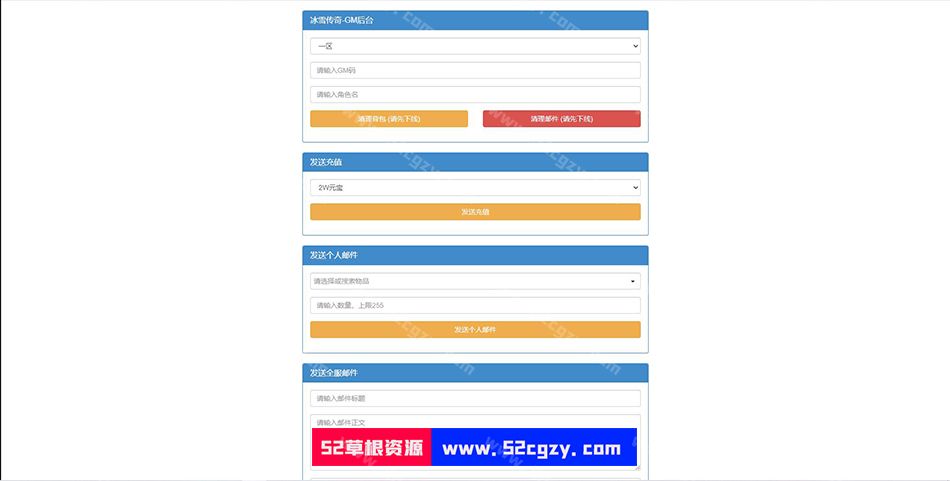 冰雪传奇-GM后台
一区
请输入GM码
请输入角色名
清理背包 (请先下线)
清理邮件 (请先下线)
发送充值
2W元宝
发送充值
发送个人邮件
请选择或搜索物品
请输入数量，上限255
发送个人邮件
发送全服邮件
请输入邮件标题
请输入邮件正文
52草根资源
www.52cgzy.com